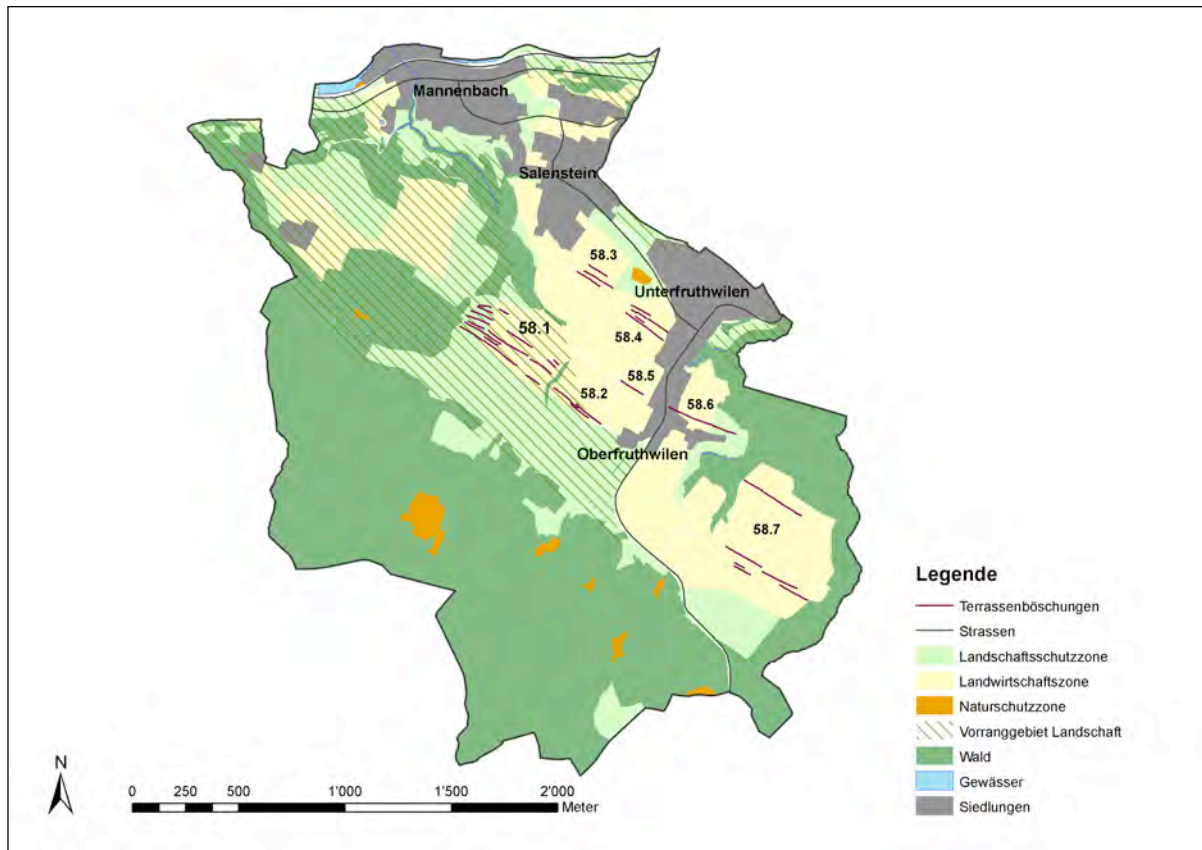 Mannenbach
Salenstein
58.3
Unterfruthwilen
58.1
58.4
58.5
58.2
58.6
Oberfruthwilen
58.7
Legende
Terrassenböschungen
Strassen
Landschaftsschutzzone
Landwirtschaftszone
Naturschutzzone
Vorranggebiet Landschaft
Wald
Gewässer
Siedlungen
N
0 250 500 1'000 1'500 2'000
Meter